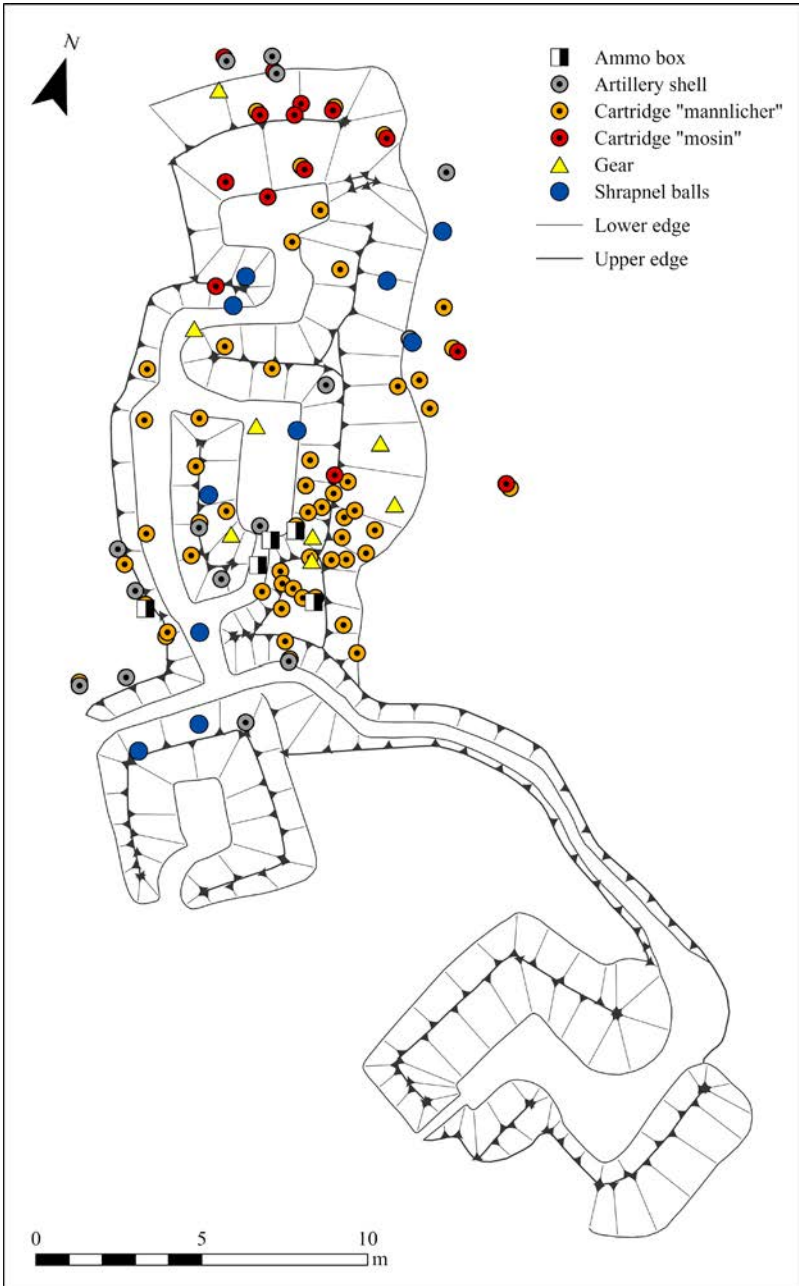 N
Ammo box
Artillery shell
Cartridge "mannlicher"
Cartridge "mosin"
Gear
Shrapnel balls
Lower edge
Upper edge
0 5 10
m